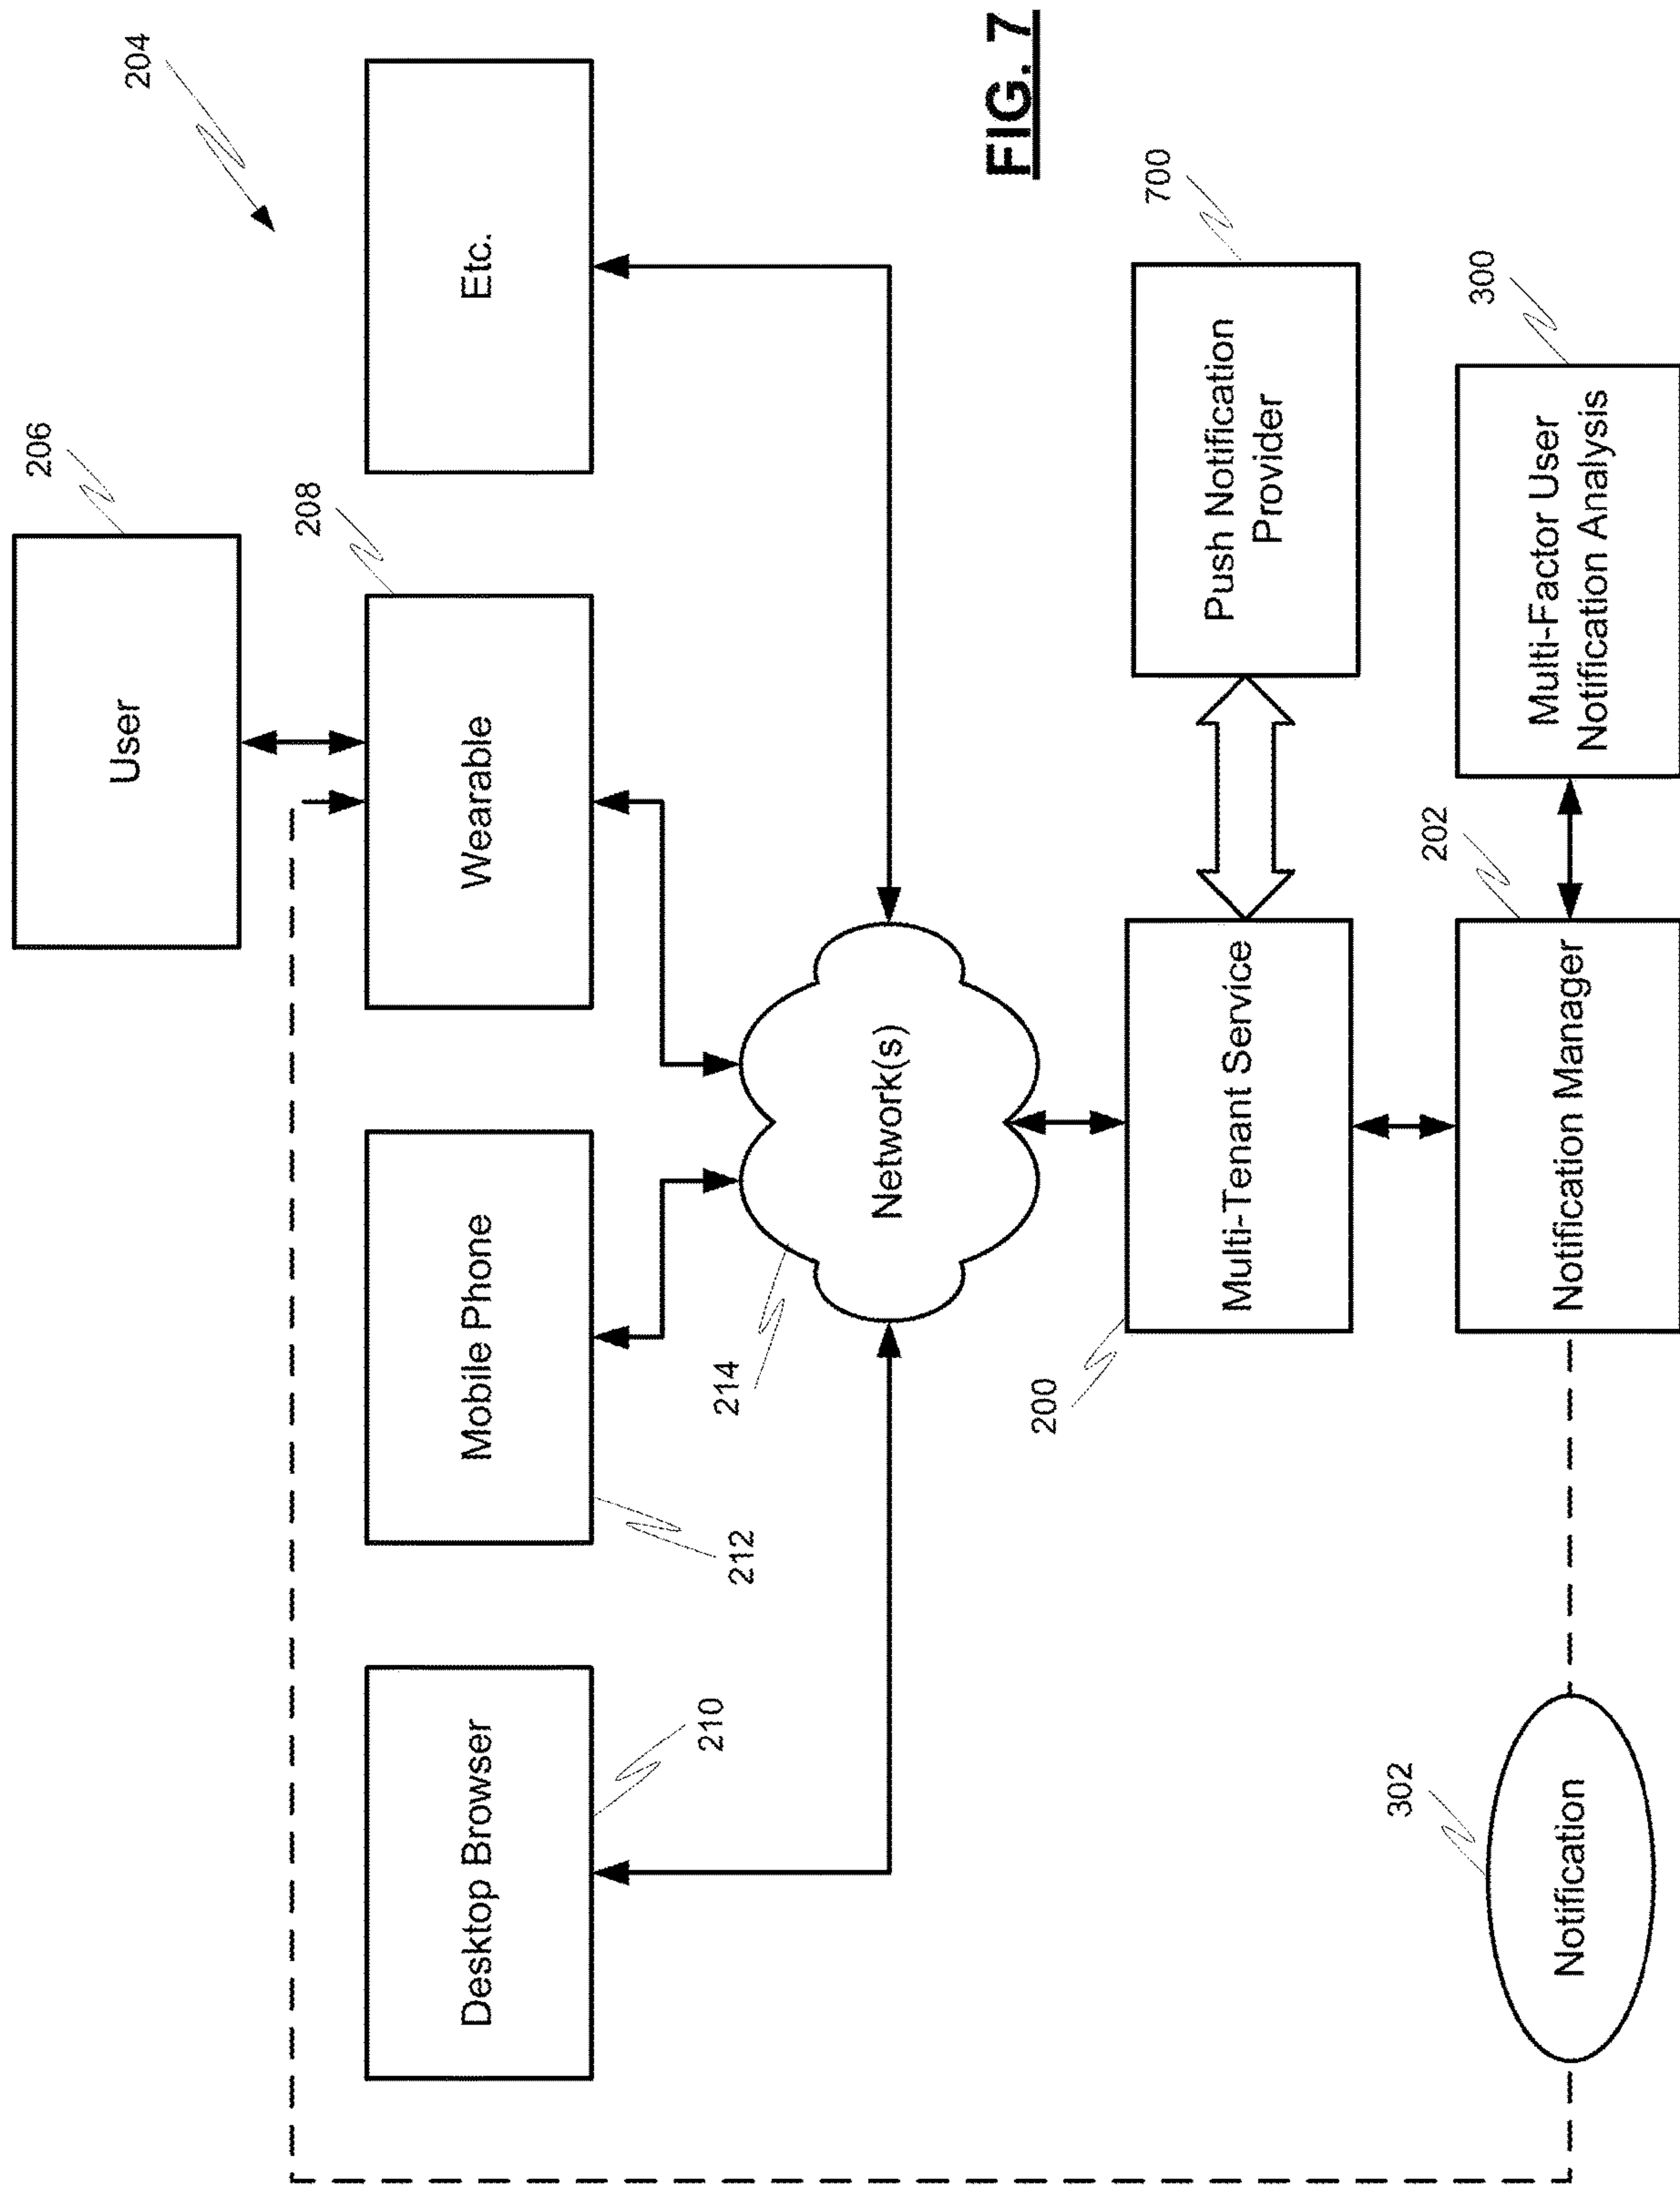 204
206
User
208
Desktop Browser
Mobile Phone
Wearable
Etc.
210
212
214
Network(s)
FIG. 7
200
Multi-Tenant Service
Push Notification
Provider
700
302
Notification
202
Notification Manager
Multi-Factor User
Notification Analysis
300